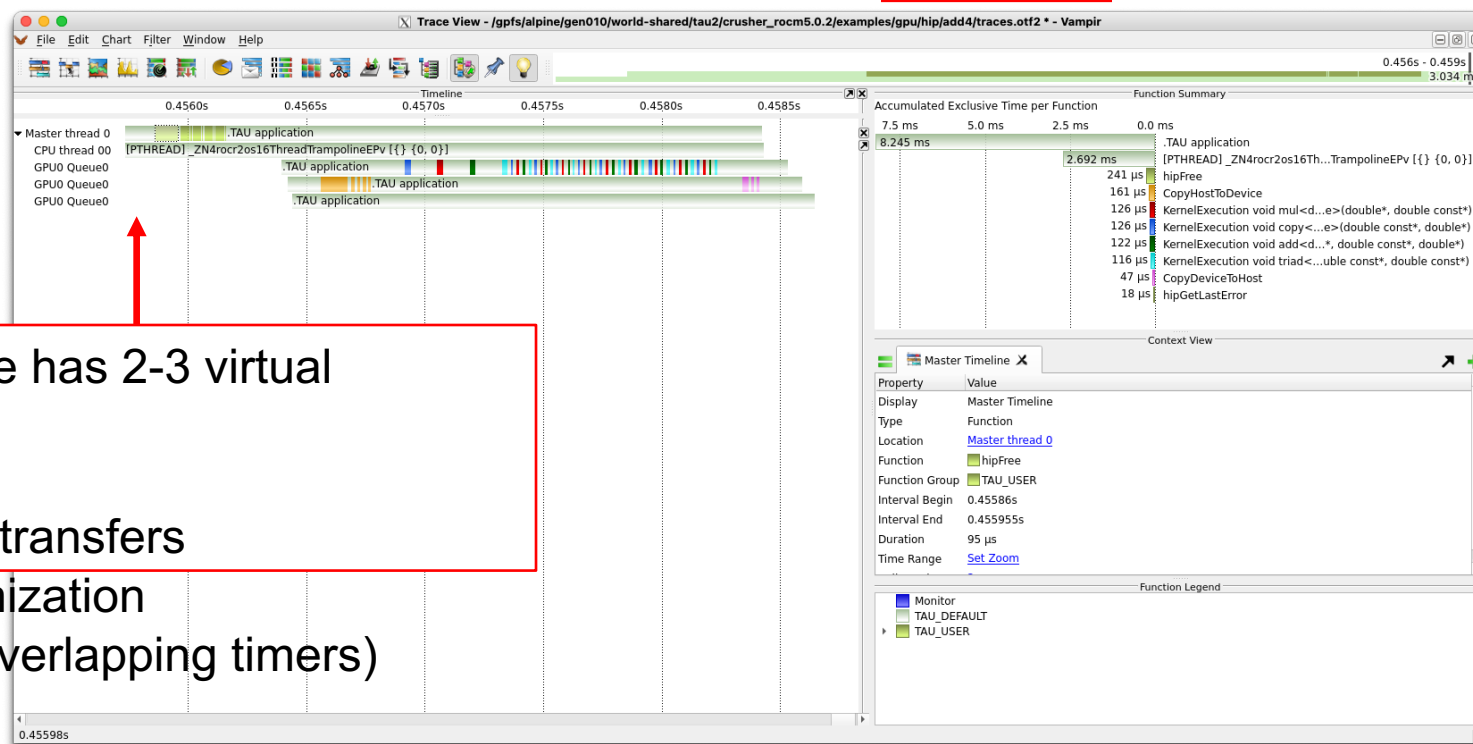 Trace View - /gpfs/alpine/gen010/world-shared/tau2/crusher_rocm5.0.2/examples/gpu/hip/add4/traces.otf2 * - Vampir
File Edit Chart Filter Window Help
0.456s - 0.459s
3.034 m
Timeline
0.4560s 0.4565s 0.4570s 0.4575s 0.4580s 0.4585s
Master thread 0 .TAU application
CPU thread 00 [PTHREAD] _ZN4rocr2os16ThreadTrampolineEPv [{} {0, 0}]
GPU0 Queue0 .TAU application
GPU0 Queue0 .TAU application
GPU0 Queue0 .TAU application
e has 2-3 virtual
transfers
nization
verlapping timers)
0.45598s
Function Summary
Accumulated Exclusive Time per Function
7.5 ms 5.0 ms 2.5 ms 0.0 ms
8.245 ms .TAU application
2.692 ms [PTHREAD] _ZN4rocr2os16Th...TrampolineEPv [{} {0, 0}]
241 µs hipFree
161 µs CopyHostToDevice
126 µs KernelExecution void mul<d...e>(double*, double const*)
126 µs KernelExecution void copy<...e>(double const*, double*)
122 µs KernelExecution void add<d...*, double const*, double*)
116 µs KernelExecution void triad<...uble const*, double const*)
47 µs CopyDeviceToHost
18 µs hipGetLastError
Context View
Master Timeline
Property Value
Display Master Timeline
Type Function
Location Master thread 0
Function hipFree
Function Group TAU_USER
Interval Begin 0.45586s
Interval End 0.455955s
Duration 95 µs
Time Range Set Zoom
Function Legend
Monitor
TAU_DEFAULT
TAU_USER